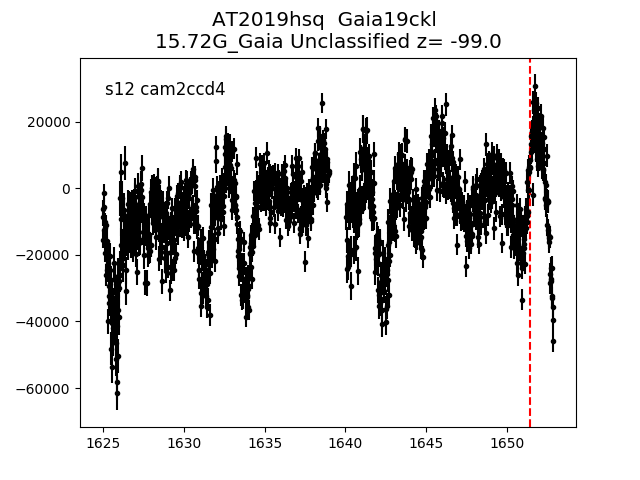 AT2019hsq  Gaia19ckl
15.72G_Gaia Unclassified z= -99.0
s12 cam2ccd4
20000
0
−20000
−40000
−60000
1625 1630 1635 1640 1645 1650